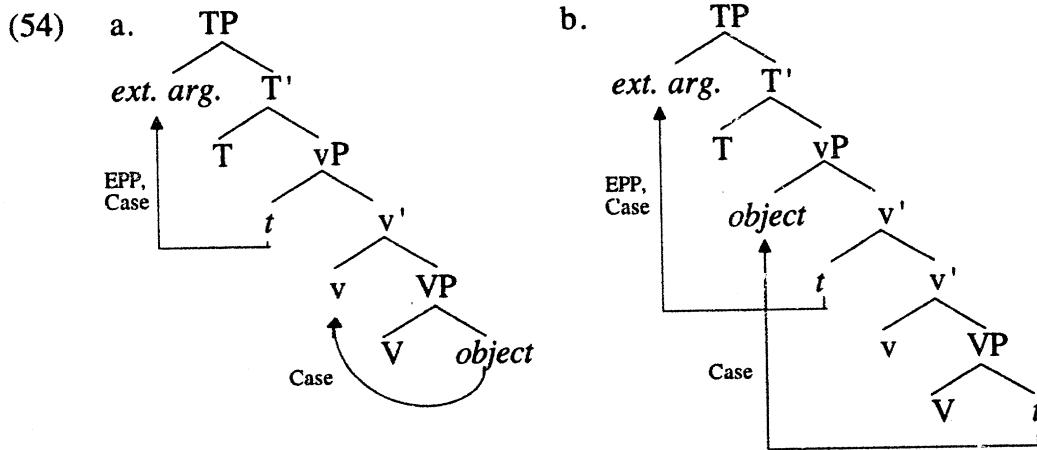 (54) a. TP b. TP
ext. arg. T' ext. arg. T'
T vP T vP
EPP,
Case
EPP,
Case
t v' object v'
v VP t v'
V object v VP
Case Case
V t